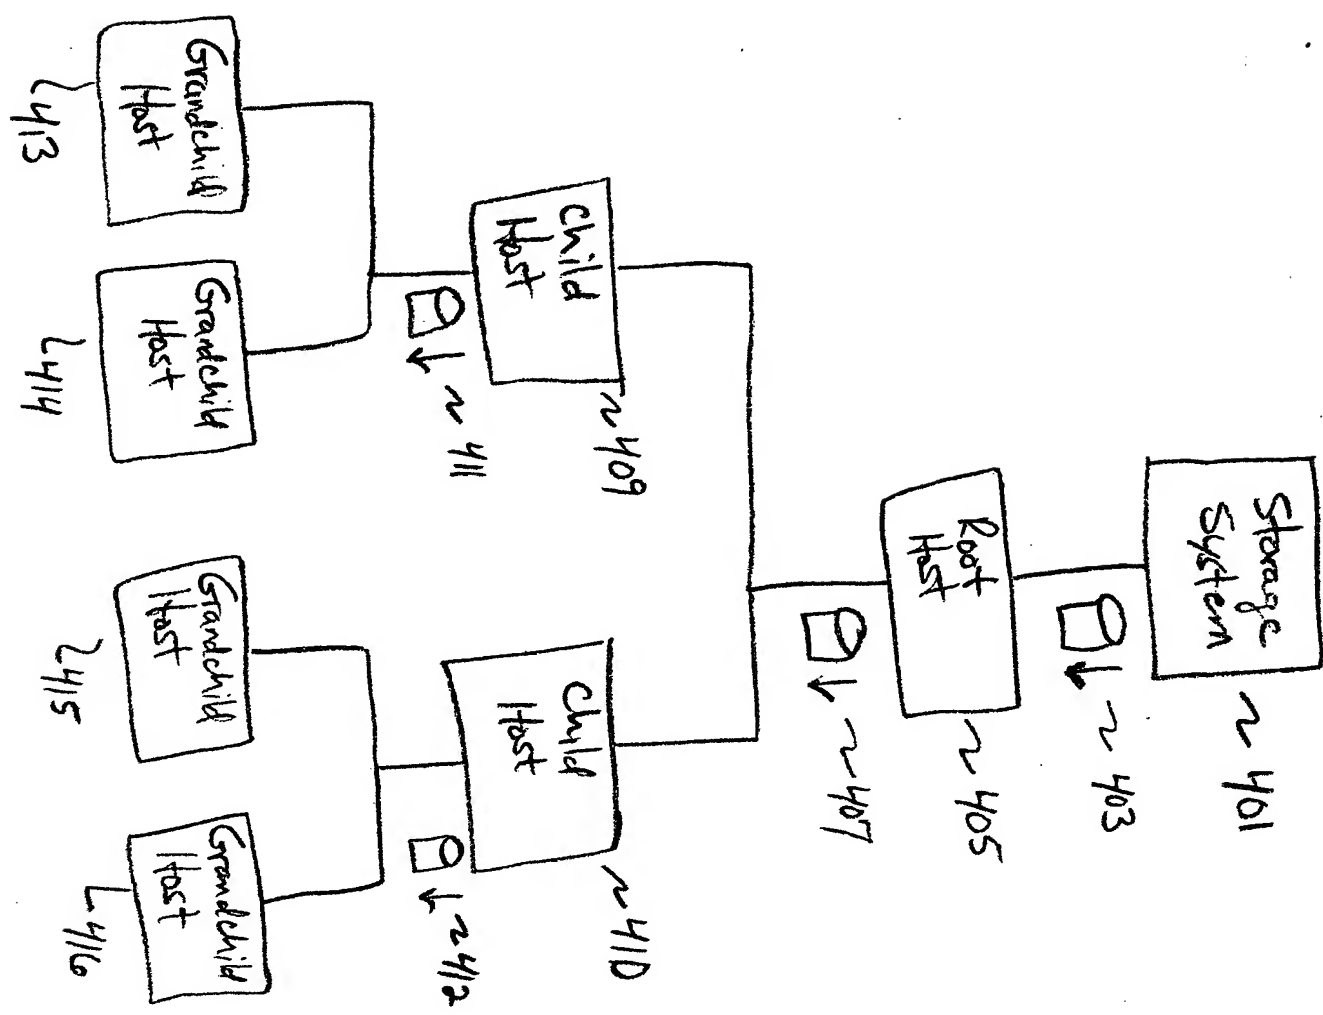 Storage
System
~ 401
~ 403
Root
Host
~ 405
~ 407
Child
Host
~ 409
Child
Host
~ 410
~ 411
~ 412
Grandchild
Host
413
Grandchild
Host
414
Grandchild
Host
415
Grandchild
Host
416